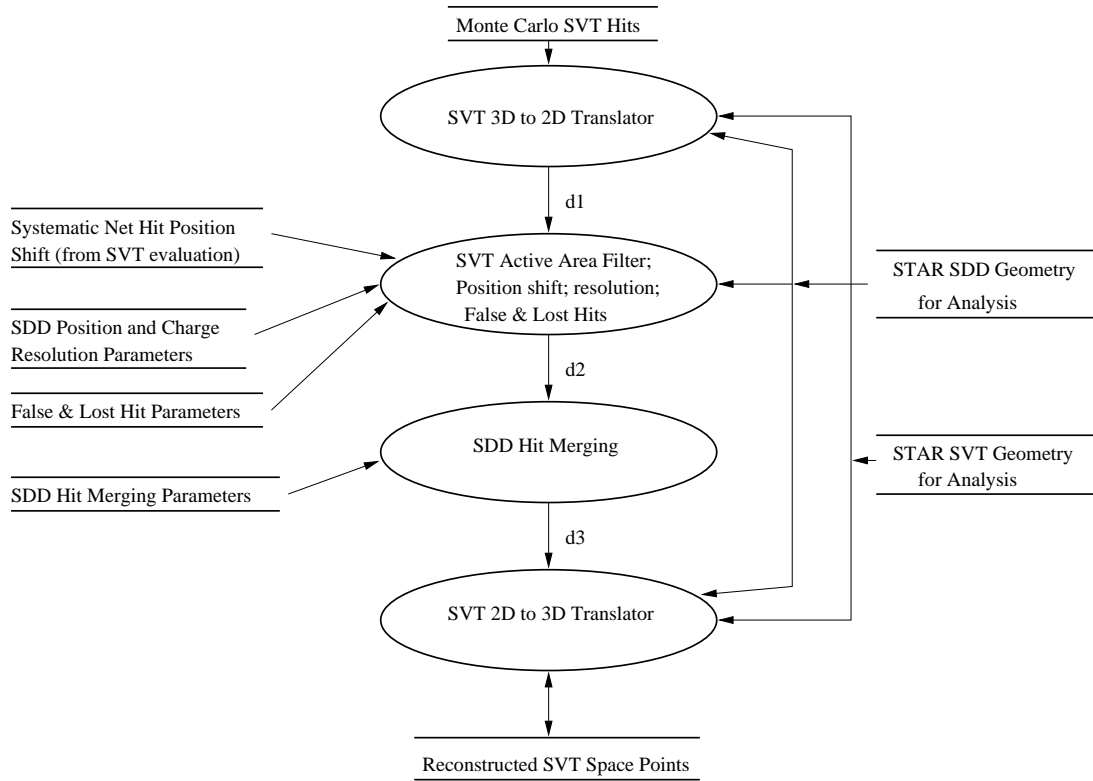 Monte Carlo SVT Hits
SVT 3D to 2D Translator
d1
Systematic Net Hit Position
Shift (from SVT evaluation)
SVT Active Area Filter;
Position shift; resolution;
False & Lost Hits
STAR SDD Geometry
for Analysis
SDD Position and Charge
Resolution Parameters
d2
False & Lost Hit Parameters
SDD Hit Merging
STAR SVT Geometry
for Analysis
SDD Hit Merging Parameters
d3
SVT 2D to 3D Translator
Reconstructed SVT Space Points